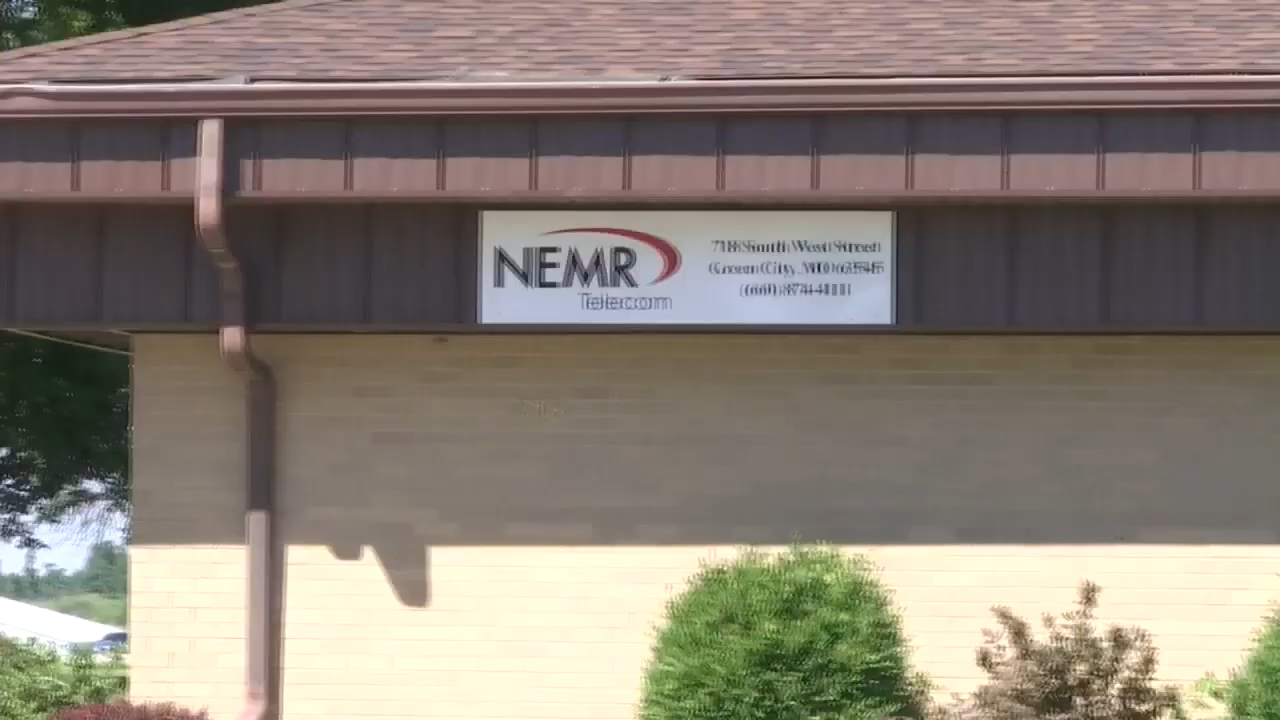 NEMR
Telecom
718 South West Street
Green City, MO 63545
(660) 874-4111